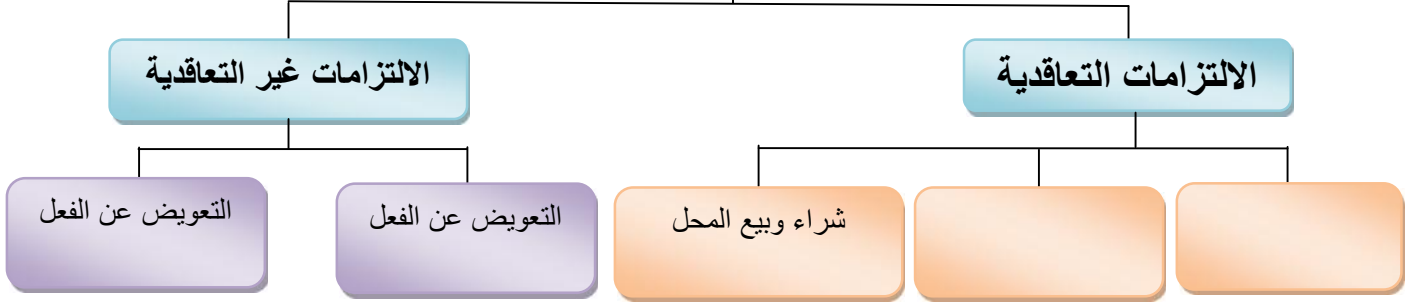 الالتزامات التعاقدية
الالتزامات غير التعاقدية
شراء وبيع المحل
التعويض عن الفعل
التعويض عن الفعل